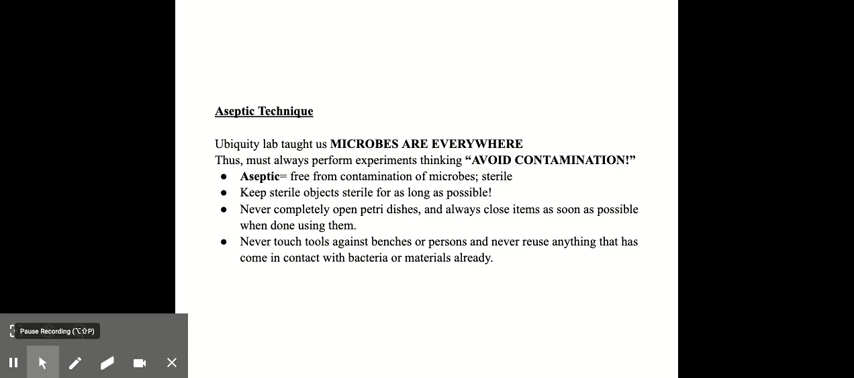 Aseptic Technique
Ubiquity lab taught us MICROBES ARE EVERYWHERE
Thus, must always perform experiments thinking “AVOID CONTAMINATION!”
● Aseptic= free from contamination of microbes; sterile
● Keep sterile objects sterile for as long as possible!
● Never completely open petri dishes, and always close items as soon as possible
when done using them.
● Never touch tools against benches or persons and never reuse anything that has
come in contact with bacteria or materials already.
Pause Recording (⌥⇧P)